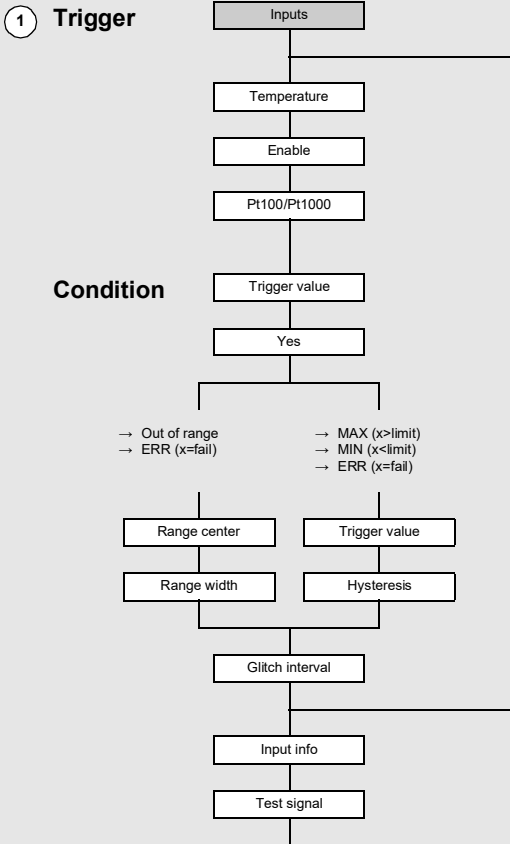 1 Trigger
Inputs
Temperature
Enable
Pt100/Pt1000
Condition
Trigger value
Yes
→ Out of range
→ ERR (x=fail)
→ MAX (x>limit)
→ MIN (x<limit)
→ ERR (x=fail)
Range center
Trigger value
Range width
Hysteresis
Glitch interval
Input info
Test signal